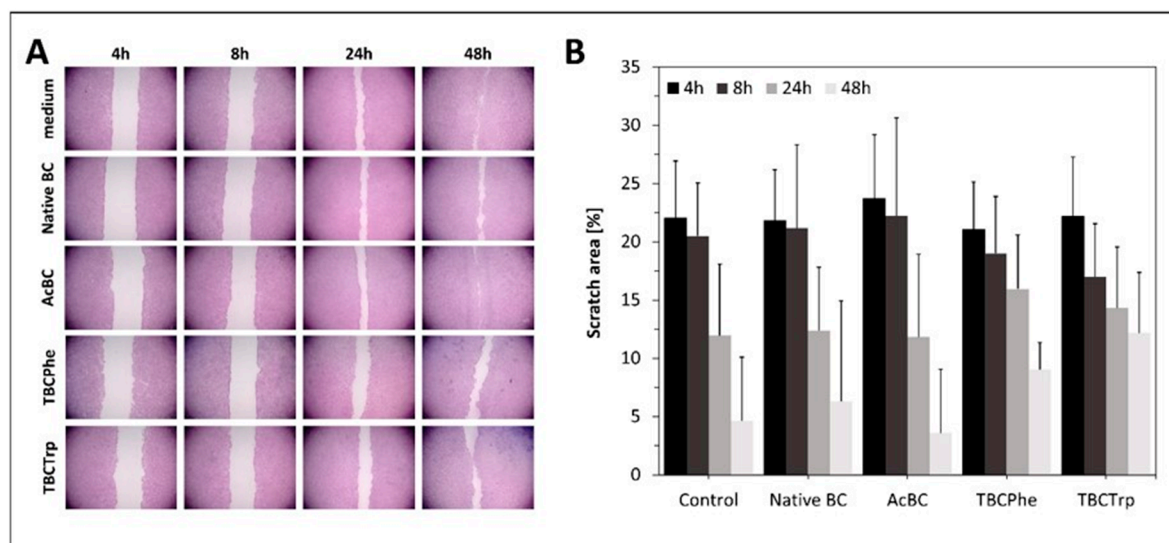 A
4h 8h 24h 48h
medium
Native BC
AcBC
TBCPhe
TBCTrp
B
35
30
25
20
15
10
5
0
Scratch area [%]
4h 8h 24h 48h
Control Native BC AcBC TBCPhe TBCTrp